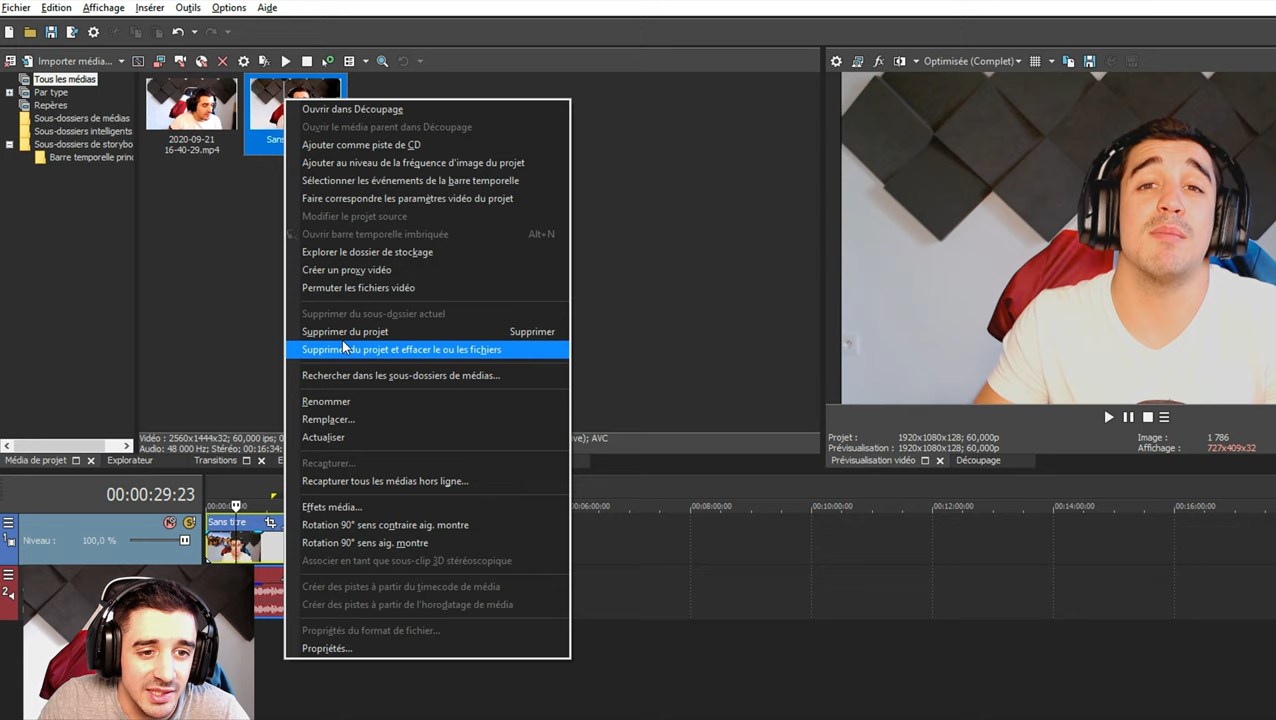 Fichier Edition Affichage Insérer Outils Options Aide
Importer média...
Optimisée (Complet)
Tous les médias
Par type
Repères
Sous-dossiers de médias
Sous-dossiers intelligents
Sous-dossiers de storybo
Barre temporelle princ
2020-09-21
16-40-29.mp4
Sans
Ouvrir dans Découpage
Ouvrir le média parent dans Découpage
Ajouter comme piste de CD
Ajouter au niveau de la fréquence d'image du projet
Sélectionner les événements de la barre temporelle
Faire correspondre les paramètres vidéo du projet
Modifier le projet source
Ouvrir barre temporelle imbriquée Alt+N
Explorer le dossier de stockage
Créer un proxy vidéo
Permuter les fichiers vidéo
Supprimer du sous-dossier actuel
Supprimer du projet Supprimer
Supprimer du projet et effacer le ou les fichiers
Rechercher dans les sous-dossiers de médias...
Renommer
Remplacer...
Actualiser
Recapturer...
Recapturer tous les médias hors ligne...
Effets média...
Rotation 90° sens contraire aig. montre
Rotation 90° sens aig. montre
Associer en tant que sous-clip 3D stéréoscopique
Créer des pistes à partir du timecode de média
Créer des pistes à partir de l'horodatage de média
Propriétés du format de fichier...
Propriétés...
Vidéo : 2560x1444x32; 60,000 ips; ne); AVC
Audio: 48 000 Hz; Stéréo; 00:16:34
Média de projet Explorateur Transitions
Projet : 1920x1080x128; 60,000p Image : 1 786
Prévisualisation : 1920x1080x128; 60,000p Affichage : 727x409x32
Prévisualisation vidéo Découpage
00:00:29:23
00:06:00:00 00:08:00:00 00:10:00:00 00:12:00:00 00:14:00:00 00:16:00:00
Sans titre
1
Niveau : 100,0 %
2